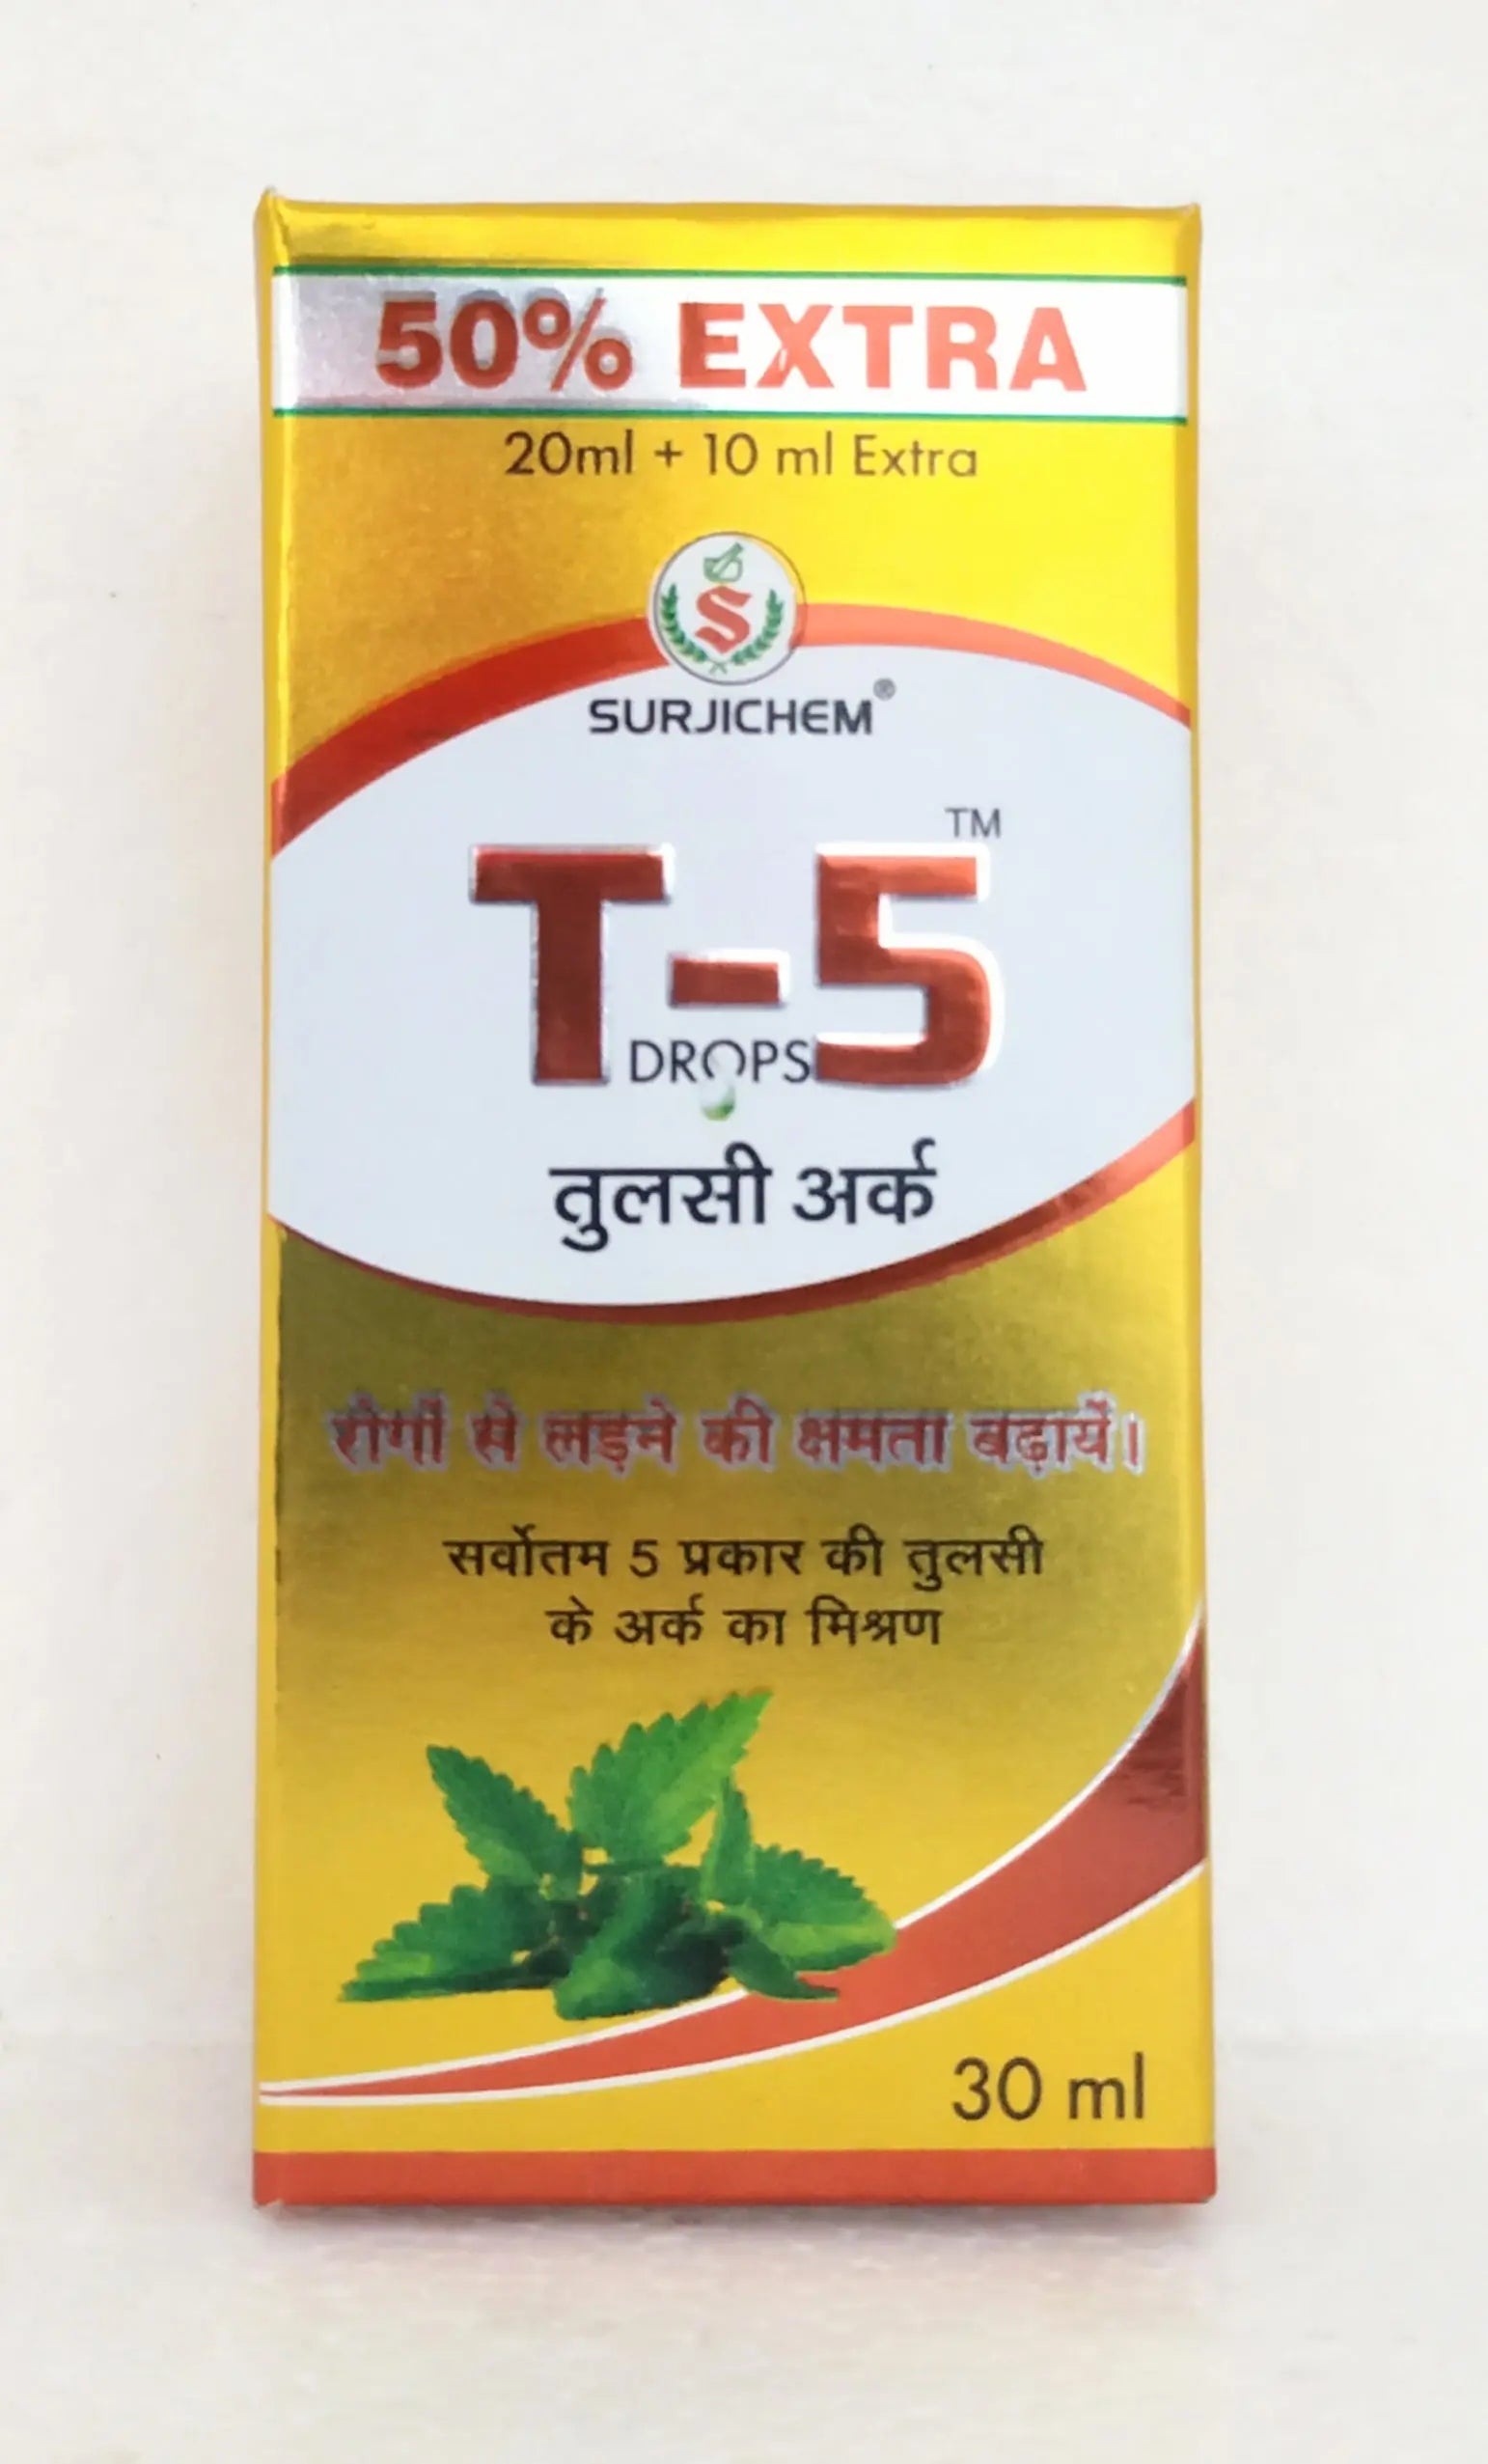 50% EXTRA
20ml + 10 ml Extra
S
SURJICHEM®
T-5™
DROPS
तुलसी अर्क
रोगों से लड़ने की क्षमता बढ़ायें।
सर्वोतम 5 प्रकार की तुलसी
के अर्क का मिश्रण
30 ml